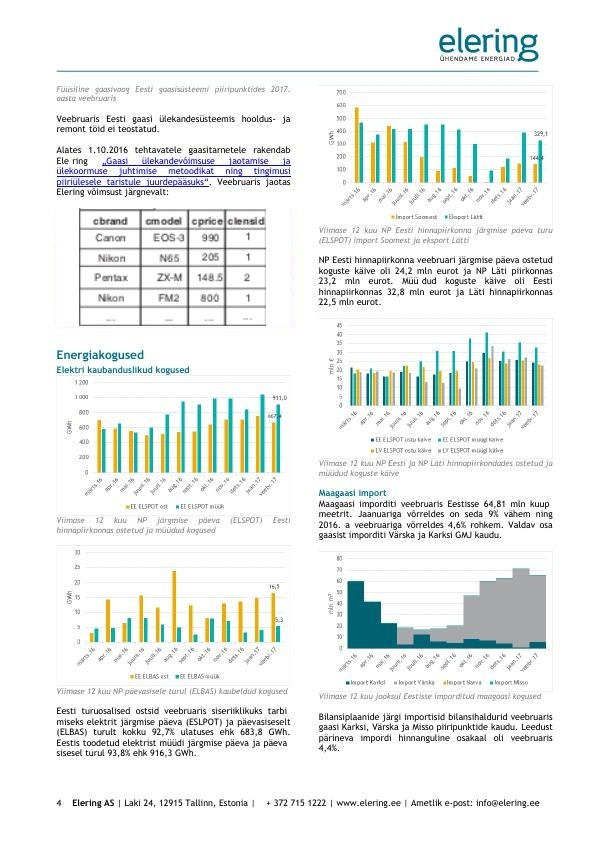 elering
ÜHENDAME ENERGIAD
Füüsiline gaasivoog Eesti gaasisüsteemi piiripunktides 2017.
aasta veebruaris
Veebruaris Eesti gaasi ülekandesüsteemis hooldus- ja
remont töid ei teostatud.
Alates 1.10.2016 tehtavatele gaasitarnetele rakendab
Ele ring „Gaasi ülekandevõimsuse jaotamise ja
ülekoormuse juhtimise metoodikat ning tingimusi
piiriülesele taristule juurdepääsuks“. Veebruaris jaotas
Elering võimsust järgnevalt:
cbrand cmodel cprice clensid
Canon EOS-3 990 1
Nikon N65 205 1
Pentax ZX-M 148.5 2
Nikon FM2 800 1
... ... ... ...
Energiakogused
Elektri kaubanduslikud kogused
1 200
1 000
800
600
400
200
0
GWh
911,0
667,4
märts.16 apr.16 mai.16 juuni.16 juuli.16 aug.16 sept.16 okt.16 nov.16 dets.16 jaan.17 veebr.17
EE ELSPOT ost EE ELSPOT müük
Viimase 12 kuu NP järgmise päeva (ELSPOT) Eesti
hinnapiirkonnas ostetud ja müüdud kogused
30
25
20
15
10
5
0
GWh
16,5
5,3
märts.16 apr.16 mai.16 juuni.16 juuli.16 aug.16 sept.16 okt.16 nov.16 dets.16 jaan.17 veebr.17
EE ELBAS ost EE ELBAS müük
Viimase 12 kuu NP päevasisele turul (ELBAS) kaubeldud kogused
Eesti turuosalised ostsid veebruaris siseriiklikuks tarbi
miseks elektrit järgmise päeva (ESLPOT) ja päevasiseselt
(ELBAS) turult kokku 92,7% ulatuses ehk 683,8 GWh.
Eestis toodetud elektrist müüdi järgmise päeva ja päeva
sisesel turul 93,8% ehk 916,3 GWh.
700
600
500
400
300
200
100
0
GWh
329,1
märts.16 apr.16 mai.16 juuni.16 juuli.16 aug.16 sept.16 okt.16 nov.16 dets.16 jaan.17 veebr.17
Import Soomest Eksport Lätti
Viimase 12 kuu NP Eesti hinnapiirkonna järgmise päeva turu
(ELSPOT) import Soomest ja eksport Lätti
NP Eesti hinnapiirkonna veebruari järgmise päeva ostetud
koguste käive oli 24,2 mln eurot ja NP Läti piirkonnas
23,2 mln eurot. Müü dud koguste käive oli Eesti
hinnapiirkonnas 32,8 mln eurot ja Läti hinnapiirkonnas
22,5 mln eurot.
45
40
35
30
25
20
15
10
5
0
mln €
märts.16 apr.16 mai.16 juuni.16 juuli.16 aug.16 sept.16 okt.16 nov.16 dets.16 jaan.17 veebr.17
EE ELSPOT ostu käive EE ELSPOT müügi käive
LV ELSPOT ostu käive LV ELSPOT müügi käive
Viimase 12 kuu NP Eesti ja NP Läti hinnapiirkondades ostetud ja
müüdud koguste käive
Maagaasi import
Maagaasi imporditi veebruaris Eestisse 64,81 mln kuup
meetrit. Jaanuariga võrreldes on seda 9% vähem ning
2016. a veebruariga võrreldes 4,6% rohkem. Valdav osa
gaasist imporditi Värska ja Karksi GMJ kaudu.
80
70
60
50
40
30
20
10
0
mln m³
märts.16 apr.16 mai.16 juuni.16 juuli.16 aug.16 sept.16 okt.16 nov.16 dets.16 jaan.17 veebr.17
Import Karksi Import Värska Import Narva Import Misso
Viimase 12 kuu jooksul Eestisse imporditud maagaasi kogused
Bilansiplaanide järgi importisid bilansihaldurid veebruaris
gaasi Karksi, Värska ja Misso piiripunktide kaudu. Leedust
pärineva impordi hinnanguline osakaal oli veebruaris
4,4%.
4 Elering AS | Laki 24, 12915 Tallinn, Estonia | + 372 715 1222 | www.elering.ee | Ametlik e-post: info@elering.ee